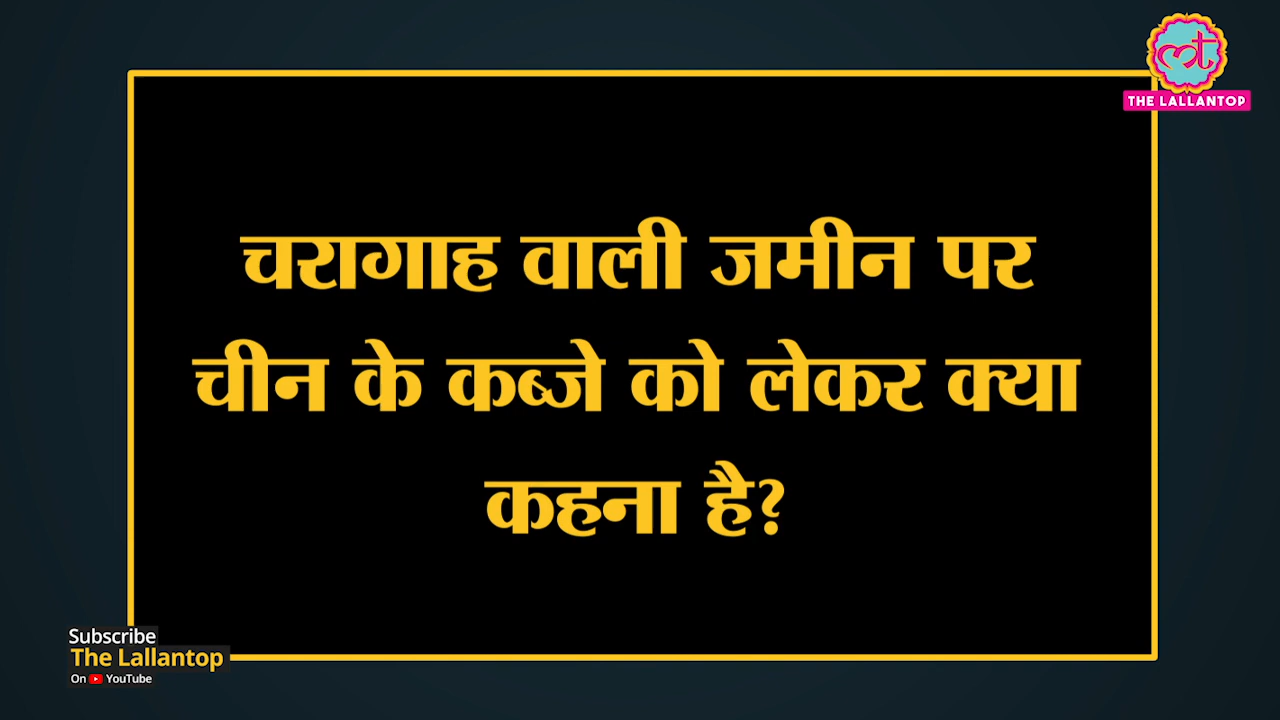 THE LALLANTOP
चरागाह वाली जमीन पर
चीन के कब्जे को लेकर क्या
कहना है?
Subscribe
The Lallantop
On YouTube